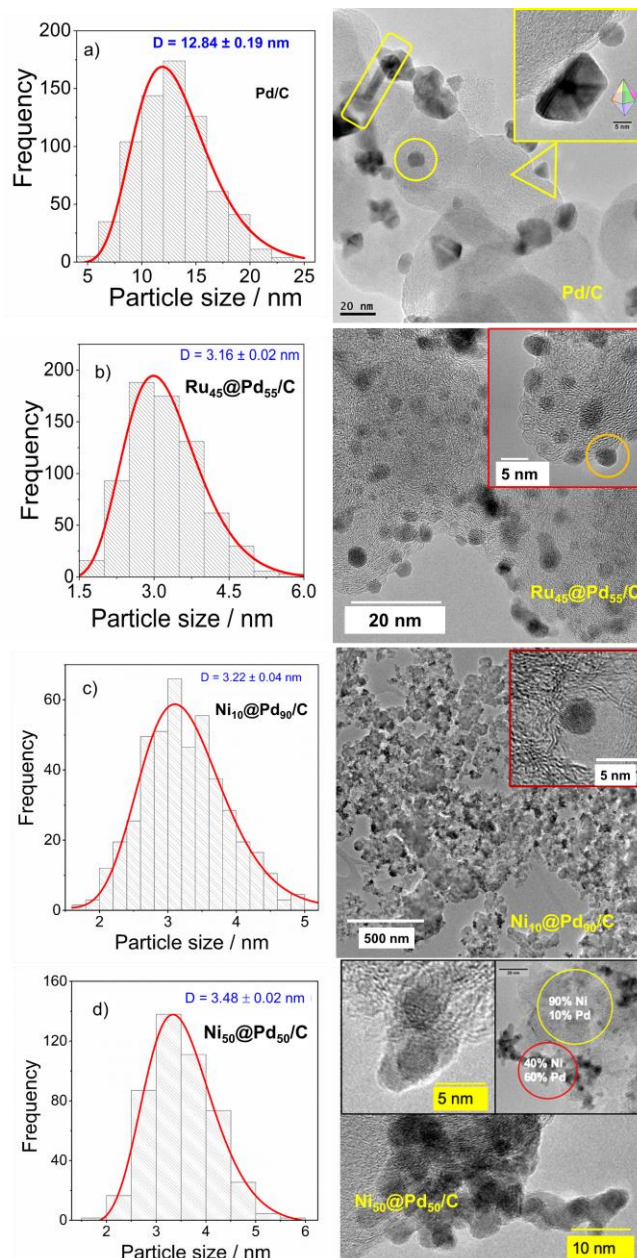 a)
D = 12.84 ± 0.19 nm
Pd/C
200
150
100
50
0
Frequency
5 10 15 20 25
Particle size / nm
5 nm
20 nm
Pd/C
b)
D = 3.16 ± 0.02 nm
Ru45@Pd55/C
200
150
100
50
0
Frequency
1.5 3.0 4.5 6.0
Particle size / nm
5 nm
20 nm
Ru45@Pd55/C
c)
D = 3.22 ± 0.04 nm
Ni10@Pd90/C
60
40
20
0
Frequency
2 3 4 5
Particle size / nm
5 nm
500 nm
Ni10@Pd90/C
d)
D = 3.48 ± 0.02 nm
Ni50@Pd50/C
160
120
80
40
0
Frequency
2 3 4 5 6
Particle size / nm
5 nm
90% Ni
10% Pd
40% Ni
60% Pd
Ni50@Pd50/C
10 nm